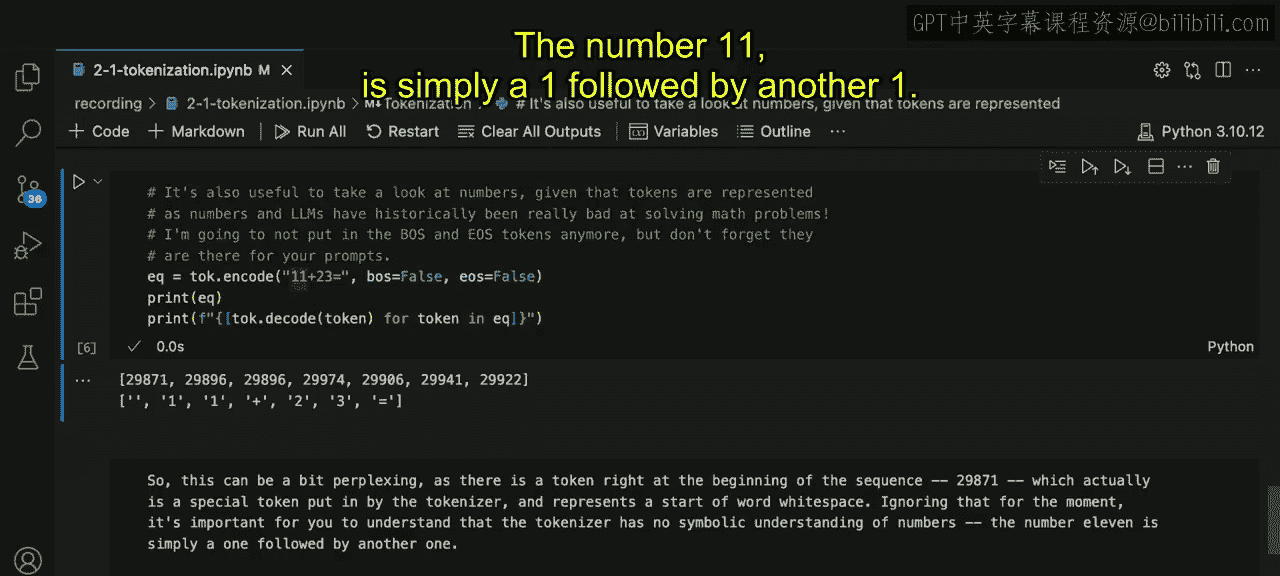 GPT中英字幕课程资源@bilibili.com
The number 11,
is simply a 1 followed by another 1.
2-1-tokenization.ipynb M
recording > 2-1-tokenization.ipynb > M↓Tokenization > # It's also useful to take a look at numbers, given that tokens are represented
+ Code + Markdown Run All Restart Clear All Outputs Variables Outline ... Python 3.10.12
36
# It's also useful to take a look at numbers, given that tokens are represented
# as numbers and LLMs have historically been really bad at solving math problems!
# I'm going to not put in the BOS and EOS tokens anymore, but don't forget they
# are there for your prompts.
eq = tok.encode("11+23=", bos=False, eos=False)
print(eq)
print(f"{[tok.decode(token) for token in eq]}")
[6] 0.0s Python
[29871, 29896, 29896, 29974, 29906, 29941, 29922]
['', '1', '1', '+', '2', '3', '=']
So, this can be a bit perplexing, as there is a token right at the beginning of the sequence -- 29871 -- which actually
is a special token put in by the tokenizer, and represents a start of word whitespace. Ignoring that for the moment,
it's important for you to understand that the tokenizer has no symbolic understanding of numbers -- the number eleven is
simply a one followed by another one.